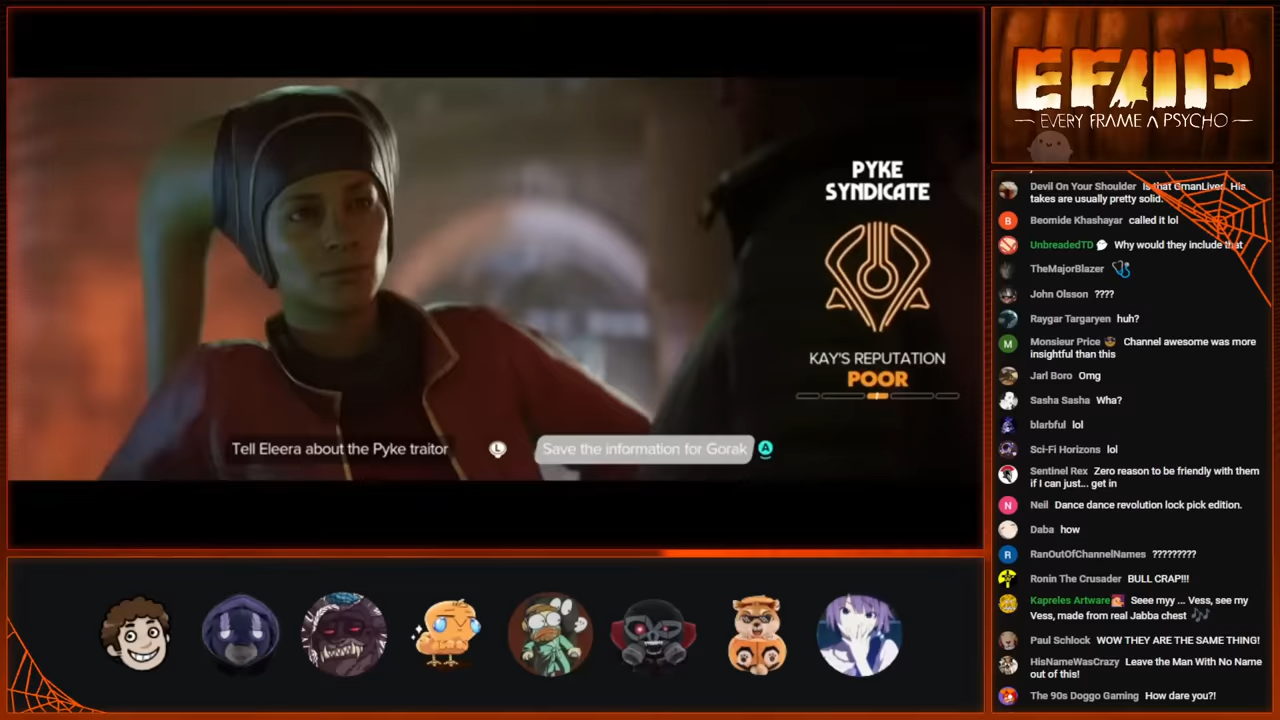 PYKE
SYNDICATE
KAY'S REPUTATION
POOR
Tell Eleera about the Pyke traitor
L
Save the information for Gorak
A
EFAP
EVERY FRAME A PSYCHO
Devil On Your Shoulder Is that GmanLives. His
takes are usually pretty solid.
B
Beomide Khashayar called it lol
UnbreadedTD Why would they include that
TheMajorBlazer
John Olsson ????
Raygar Targaryen huh?
M
Monsieur Price Channel awesome was more
insightful than this
Jarl Boro Omg
Sasha Sasha Wha?
blarbful lol
Sci-Fi Horizons lol
Sentinel Rex Zero reason to be friendly with them
if I can just... get in
N
Neil Dance dance revolution lock pick edition.
Daba how
R
RanOutOfChannelNames ?????????
Ronin The Crusader BULL CRAP!!!
Kapreles Artware Seee myy ... Vess, see my
Vess, made from real Jabba chest
Paul Schlock WOW THEY ARE THE SAME THING!
HisNameWasCrazy Leave the Man With No Name
out of this!
The 90s Doggo Gaming How dare you?!